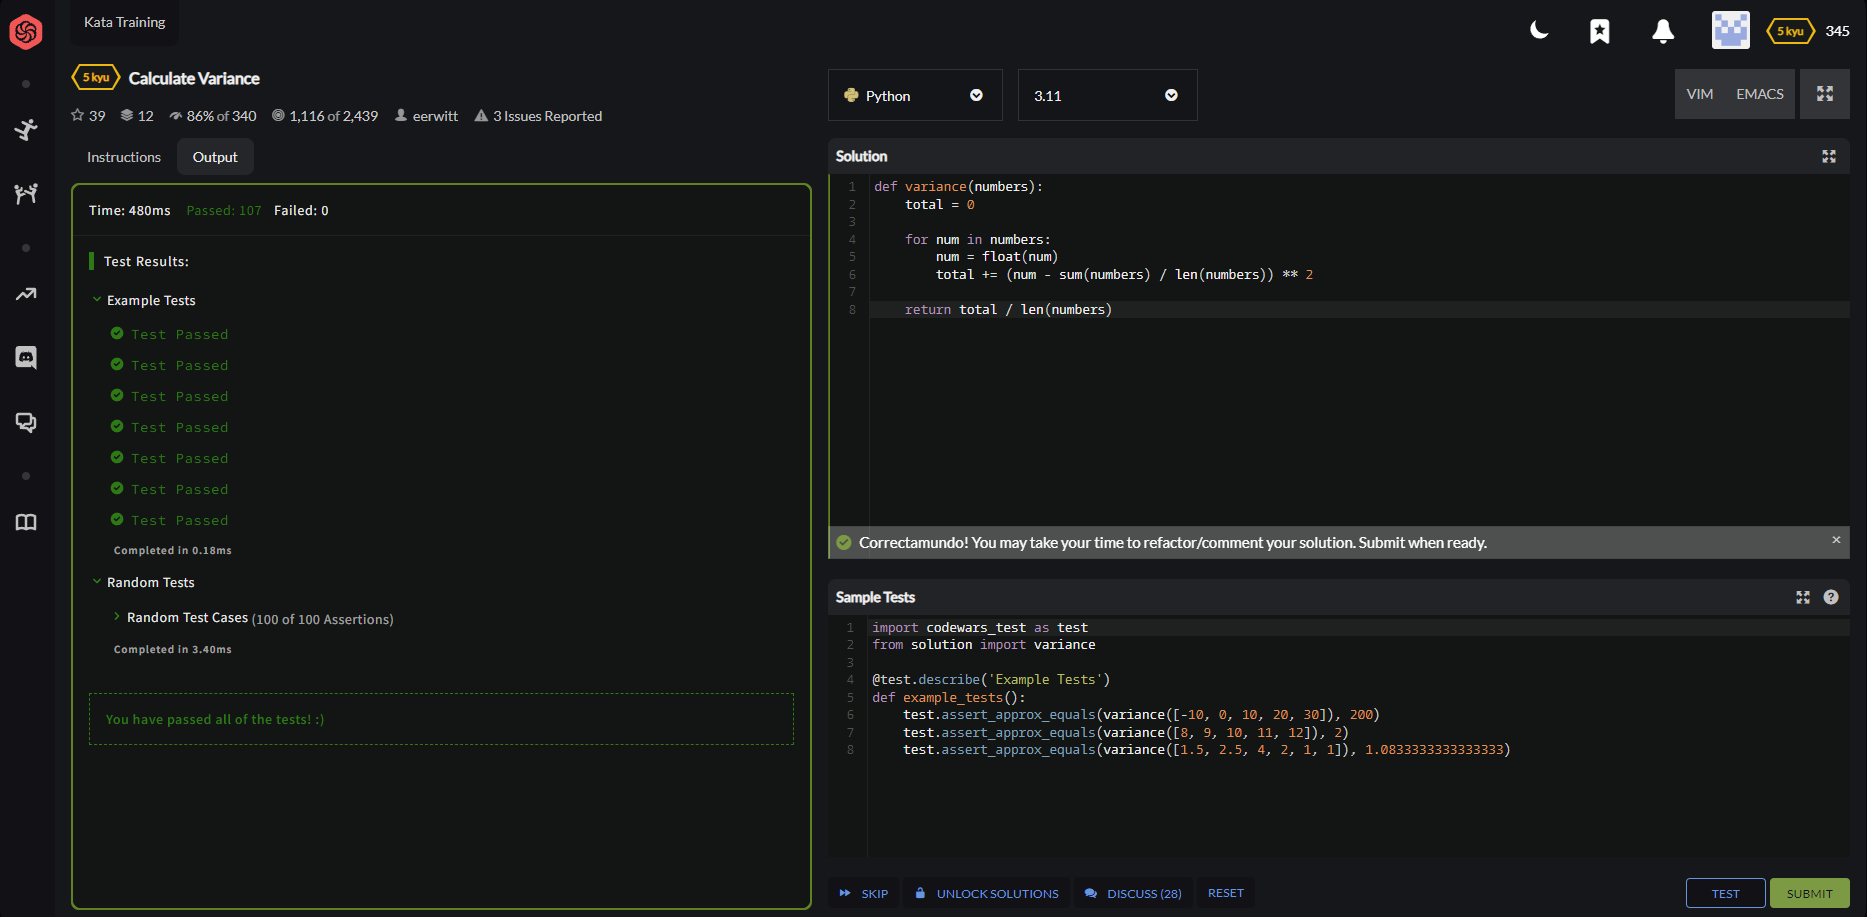 Kata Training
5 kyu
345
5 kyu Calculate Variance
39 12 86% of 340 1,116 of 2,439 eerwitt 3 Issues Reported
Instructions
Output
Time: 480ms Passed: 107 Failed: 0
Test Results:
Example Tests
Test Passed
Test Passed
Test Passed
Test Passed
Test Passed
Test Passed
Test Passed
Completed in 0.18ms
Random Tests
Random Test Cases (100 of 100 Assertions)
Completed in 3.40ms
You have passed all of the tests! :)
Python
3.11
VIM EMACS
Solution
1 def variance(numbers):
2     total = 0
3
4     for num in numbers:
5         num = float(num)
6         total += (num - sum(numbers) / len(numbers)) ** 2
7
8     return total / len(numbers)
Correctamundo! You may take your time to refactor/comment your solution. Submit when ready. ×
Sample Tests
?
1 import codewars_test as test
2 from solution import variance
3
4 @test.describe('Example Tests')
5 def example_tests():
6     test.assert_approx_equals(variance([-10, 0, 10, 20, 30]), 200)
7     test.assert_approx_equals(variance([8, 9, 10, 11, 12]), 2)
8     test.assert_approx_equals(variance([1.5, 2.5, 4, 2, 1, 1]), 1.0833333333333333)
SKIP
UNLOCK SOLUTIONS
DISCUSS (28)
RESET
TEST
SUBMIT